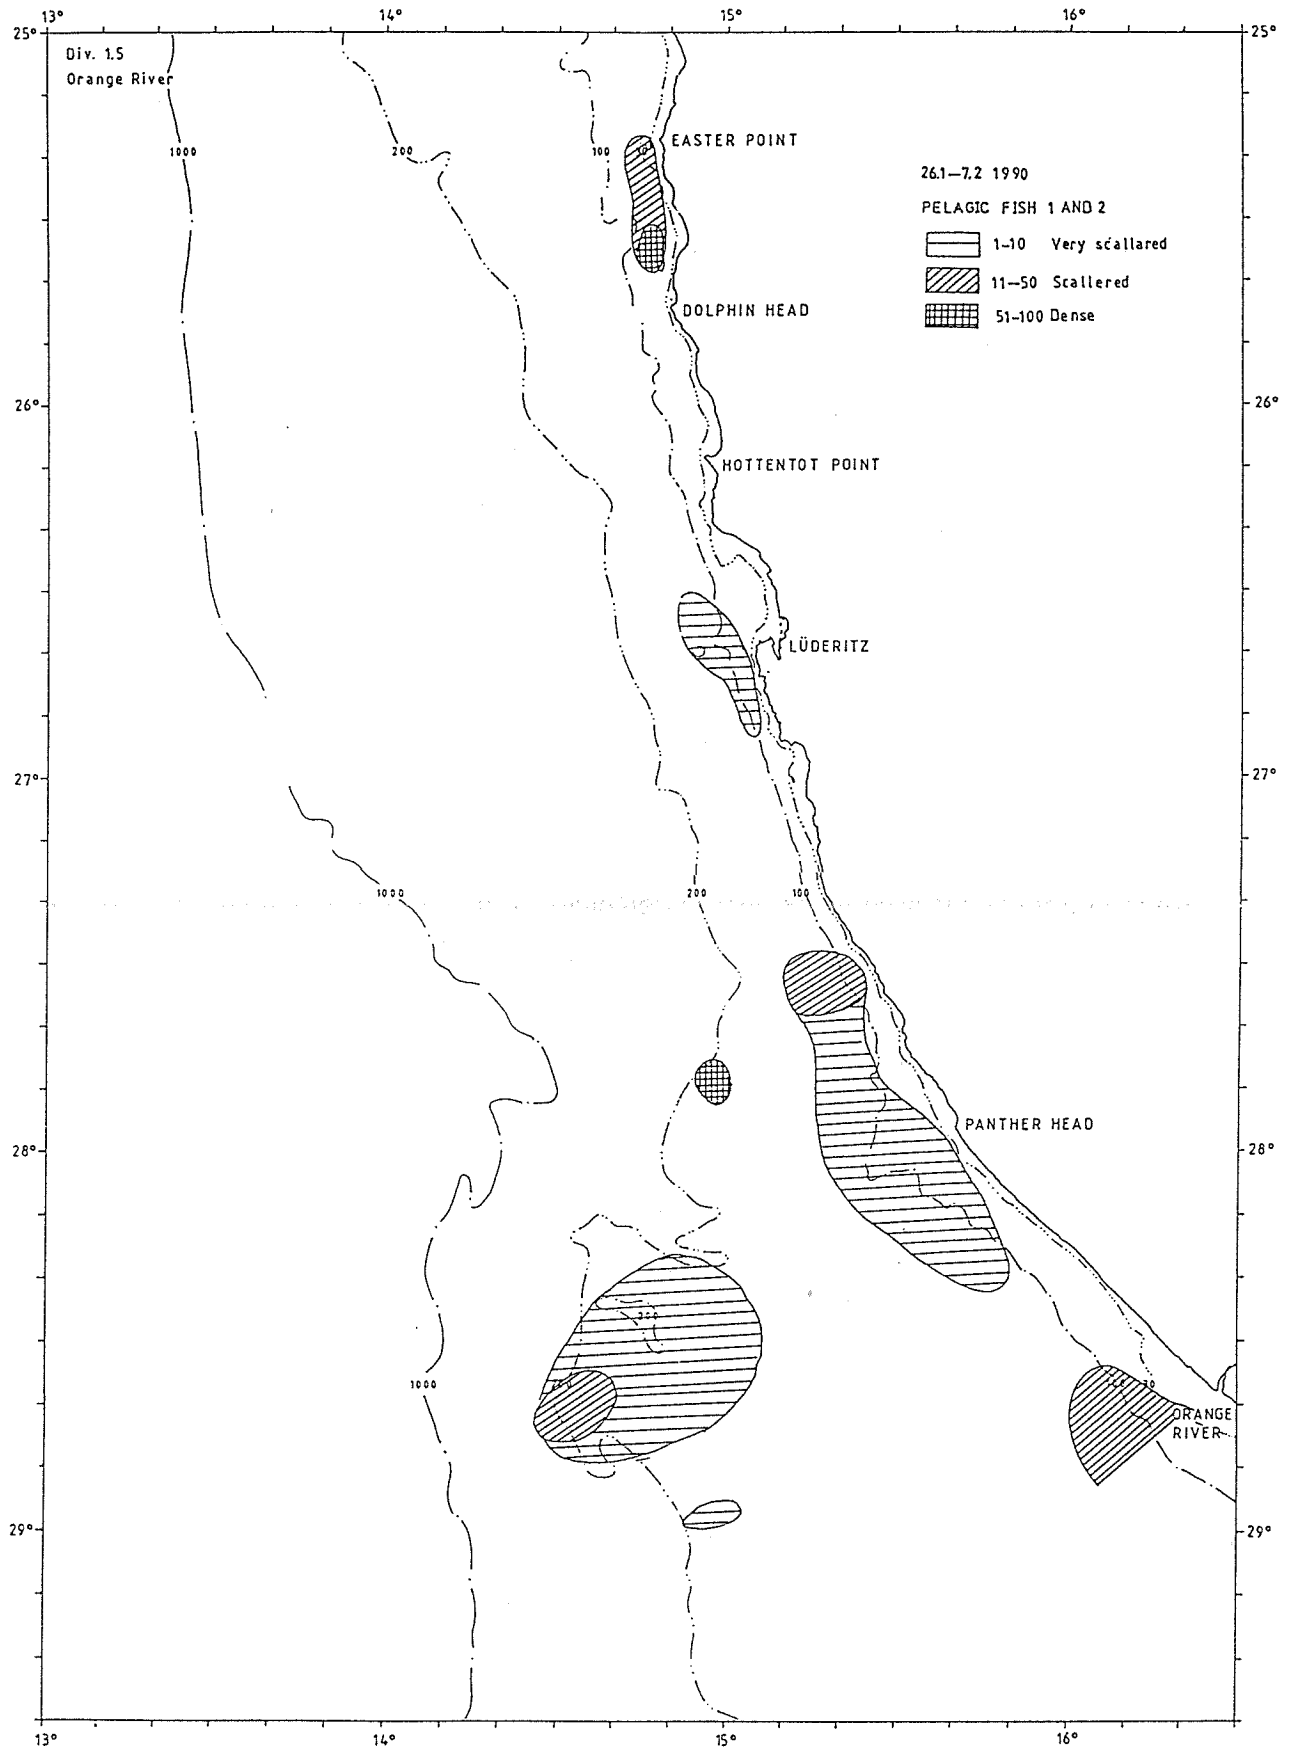 13° 14° 15° 16°
25° 25°
Div. 1.5
Orange River
1000 200 100
EASTER POINT
26.1—7.2 1990
PELAGIC FISH 1 AND 2
1-10 Very scallared
11—50 Scallered
51-100 Dense
DOLPHIN HEAD
26° 26°
HOTTENTOT POINT
LÜDERITZ
27° 27°
1000 200 100
PANTHER HEAD
28° 28°
200
1000
ORANGE
RIVER
29° 29°
13° 14° 15° 16°